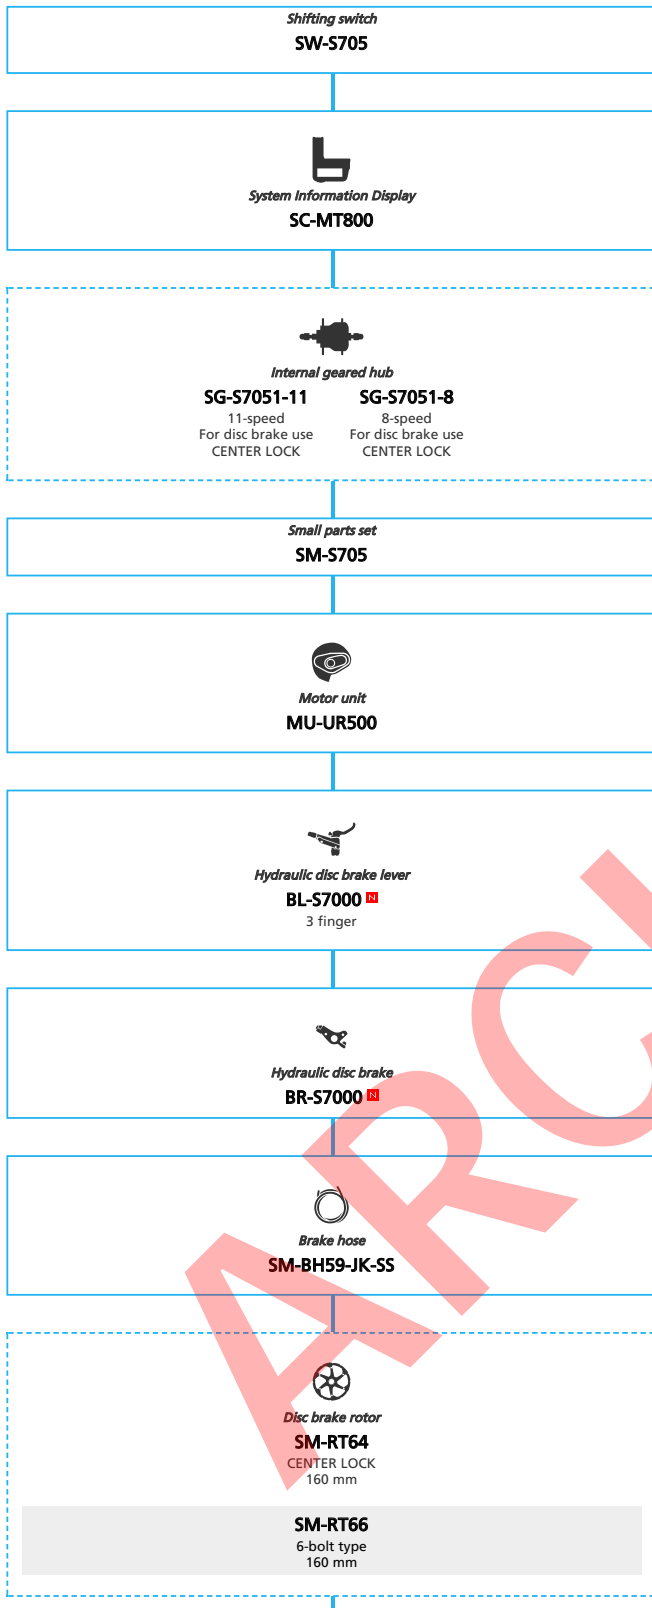 Shifting switch
SW-S705
System Information Display
SC-MT800
Internal geared hub
SG-S7051-11 SG-S7051-8
11-speed 8-speed
For disc brake use For disc brake use
CENTER LOCK CENTER LOCK
Small parts set
SM-S705
Motor unit
MU-UR500
Hydraulic disc brake lever
BL-S7000 N
3 finger
Hydraulic disc brake
BR-S7000 N
Brake hose
SM-BH59-JK-SS
Disc brake rotor
SM-RT64
CENTER LOCK
160 mm
SM-RT66
6-bolt type
160 mm